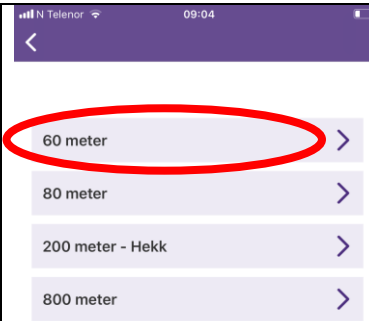 N Telenor 09:04
60 meter
80 meter
200 meter - Hekk
800 meter